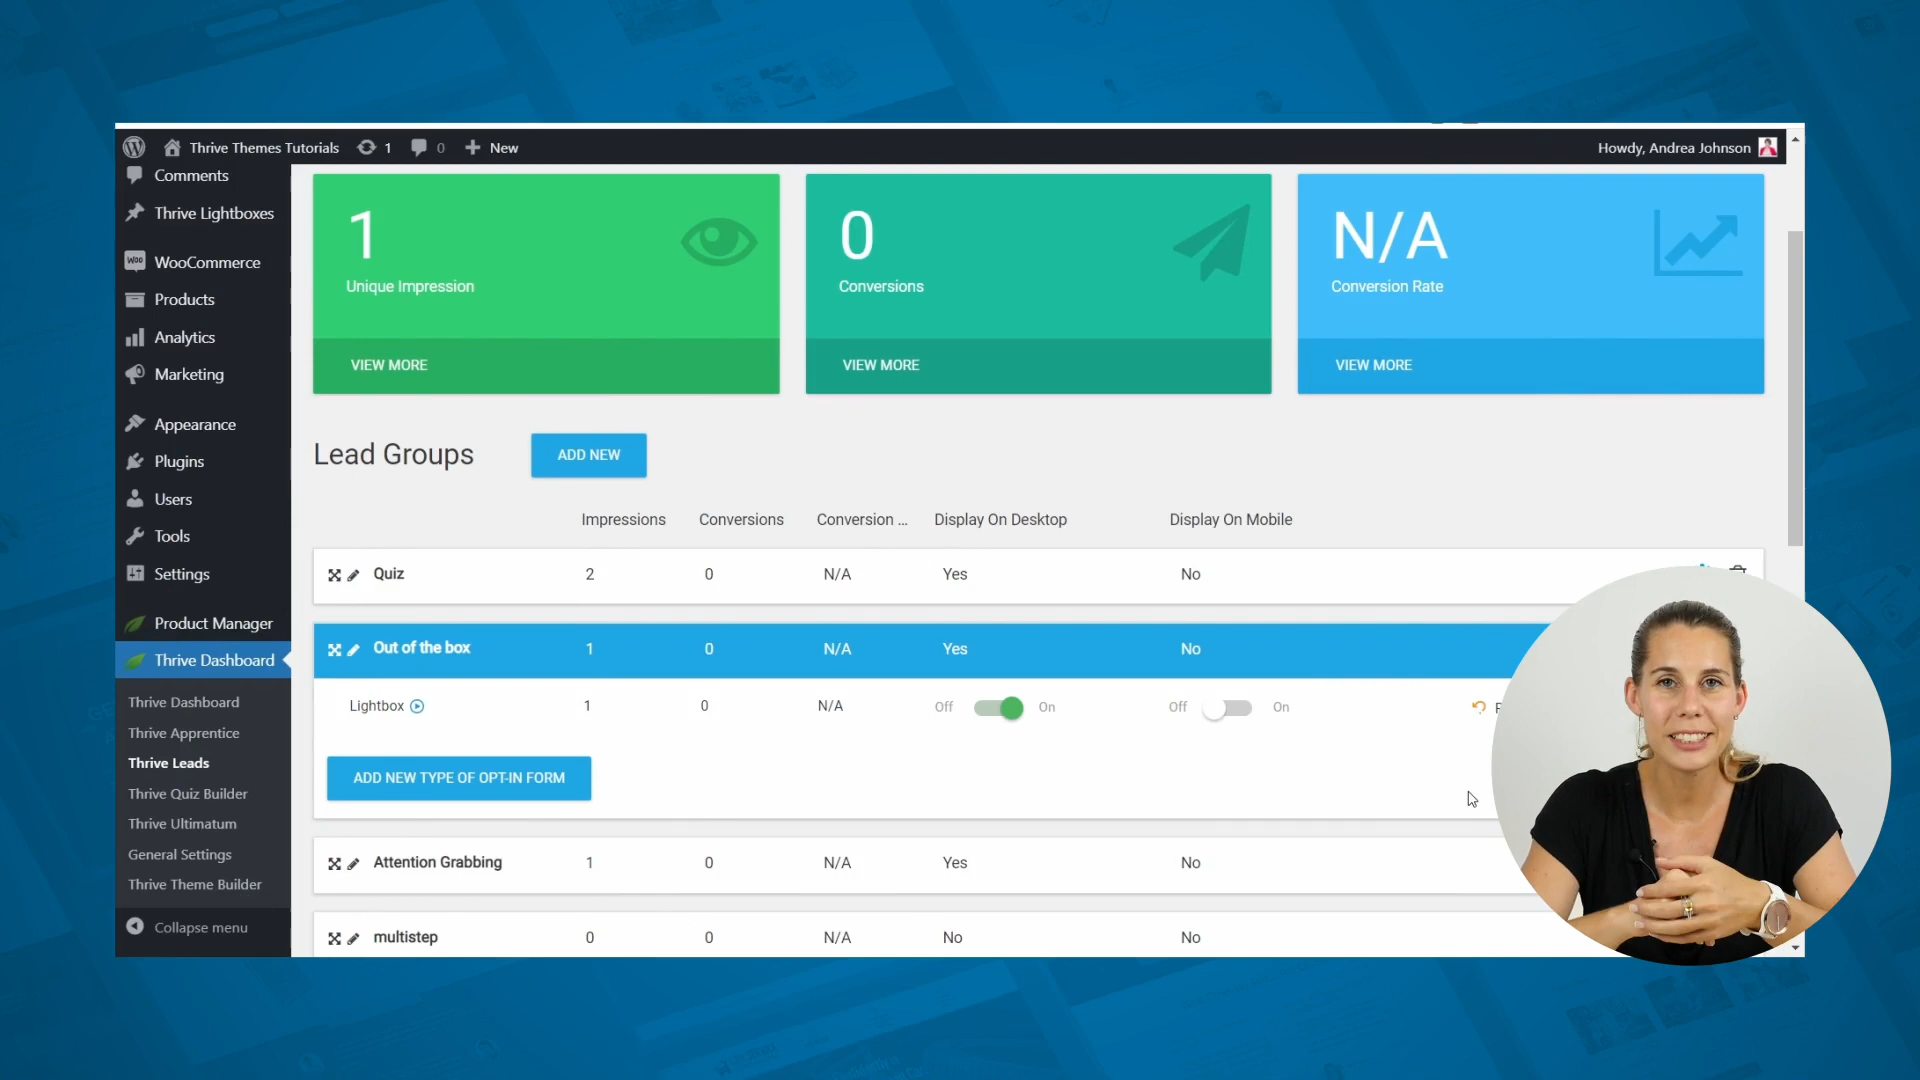 Thrive Themes Tutorials 1 0 New Howdy, Andrea Johnson
Comments
Thrive Lightboxes
WooCommerce
Products
Analytics
Marketing
Appearance
Plugins
Users
Tools
Settings
Product Manager
Thrive Dashboard
Thrive Dashboard
Thrive Apprentice
Thrive Leads
Thrive Quiz Builder
Thrive Ultimatum
General Settings
Thrive Theme Builder
Collapse menu
1
Unique Impression
VIEW MORE
0
Conversions
VIEW MORE
N/A
Conversion Rate
VIEW MORE
Lead Groups ADD NEW
Impressions Conversions Conversion ... Display On Desktop Display On Mobile
Quiz 2 0 N/A Yes No
Out of the box 1 0 N/A Yes No
Lightbox 1 0 N/A Off On Off On
ADD NEW TYPE OF OPT-IN FORM
Attention Grabbing 1 0 N/A Yes No
multistep 0 0 N/A No No